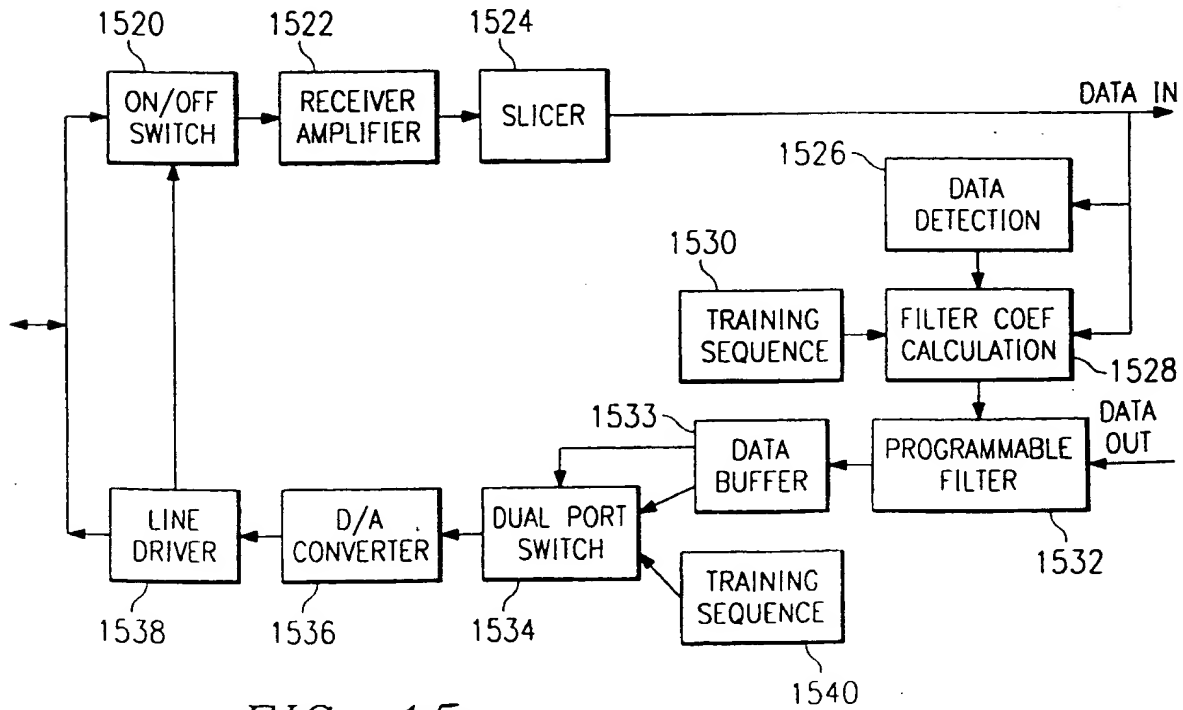 1520
1522
1524
ON/OFF
SWITCH
RECEIVER
AMPLIFIER
SLICER
DATA IN
1526
DATA
DETECTION
1530
TRAINING
SEQUENCE
FILTER COEF
CALCULATION
1528
1533
DATA
BUFFER
PROGRAMMABLE
FILTER
DATA
OUT
1532
LINE
DRIVER
D/A
CONVERTER
DUAL PORT
SWITCH
TRAINING
SEQUENCE
1538
1536
1534
1540
FIG. 15